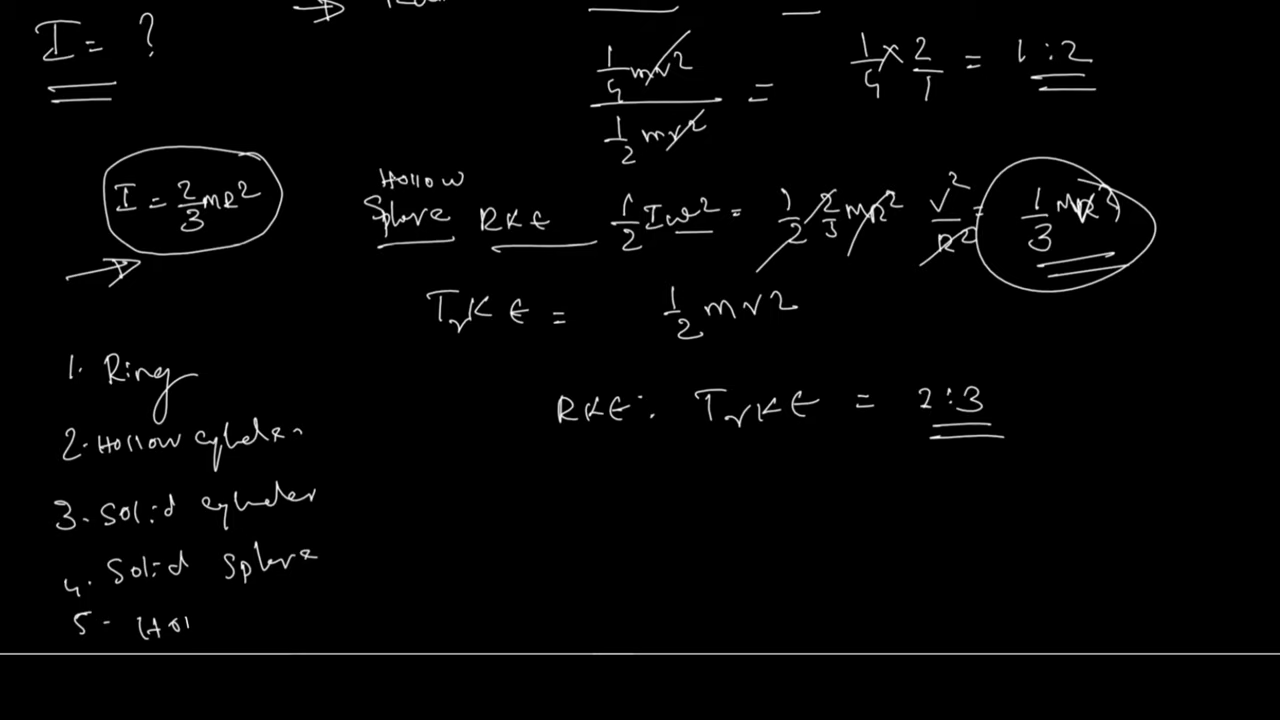 I = ?
1/4 mv2 / 1/2 mv2 = 1/4 × 2/1 = 1:2
I = 2/3 mR2
Hollow
Sphere RKE 1/2 Iω2 = 1/2 2/3 mR2 v2/R2 = 1/3 mv2
TrKE = 1/2 mv2
RKE: TrKE = 2:3
1. Ring
2. Hollow cylinder
3. Solid cylinder
4. Solid Sphere
5. Hol